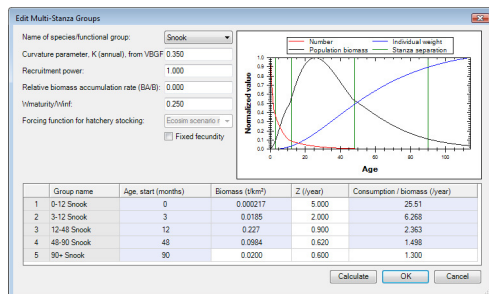 Edit Multi-Stanza Groups
Name of species/functional group: Snook
Curvature parameter, K (annual), from VBGF 0.350
Recruitment power: 1.000
Relative biomass accumulation rate (BA/B): 0.000
Wmaturity/Winf: 0.250
Forcing function for hatchery stocking: Ecosim scenario r
Fixed fecundity
Number Individual weight
Population biomass Stanza separation
Normalized value
1.0
0.9
0.8
0.7
0.6
0.5
0.4
0.3
0.2
0.1
0.0
0 20 40 60 80 100
Age
Group name Age, start (months) Biomass (t/km²) Z (/year) Consumption / biomass (/year)
1 0-12 Snook 0 0.000217 5.000 25.51
2 3-12 Snook 3 0.0185 2.000 6.268
3 12-48 Snook 12 0.227 0.900 2.363
4 48-90 Snook 48 0.0984 0.620 1.498
5 90+ Snook 90 0.0200 0.600 1.300
Calculate OK Cancel